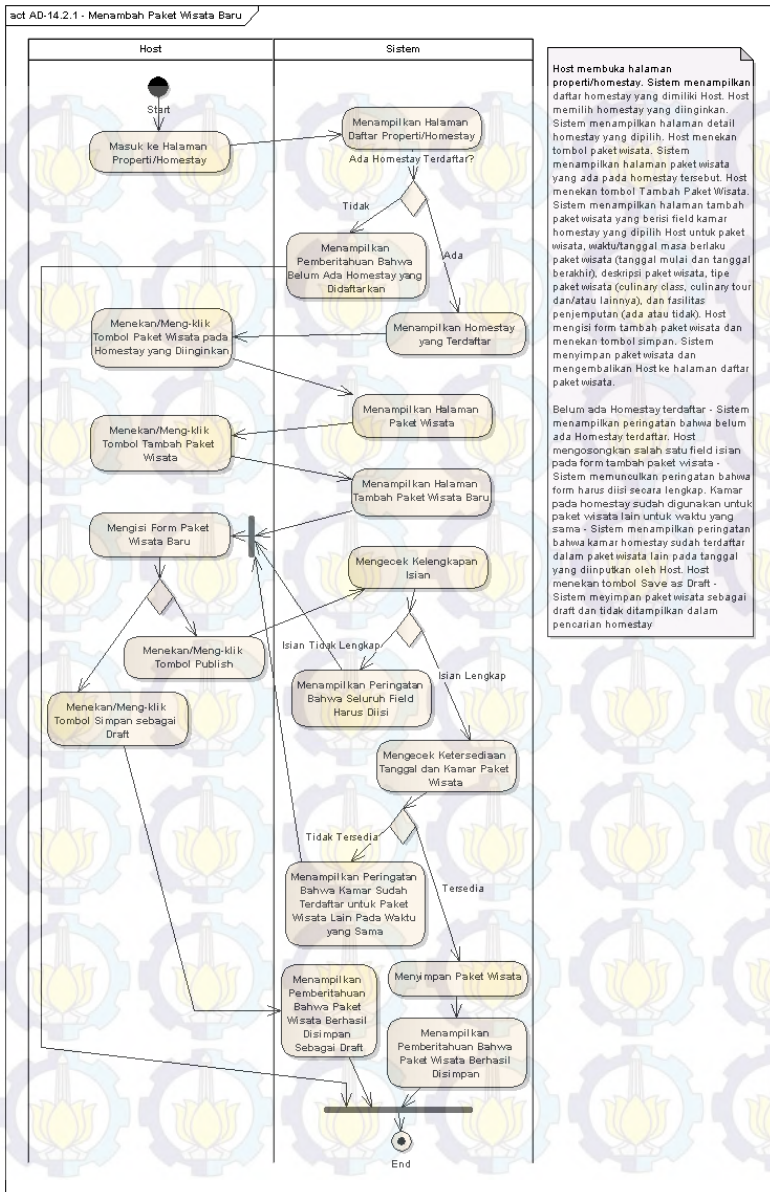 act AD-14.2.1 - Menambah Paket Wisata Baru
Host
Sistem
Start
Masuk ke Halaman
Properti/Homestay
Menampilkan Halaman
Daftar Properti/Homestay
Ada Homestay Terdaftar?
Tidak
Ada
Menampilkan
Pemberitahuan Bahwa
Belum Ada Homestay yang
Didaftarkan
Menampilkan Homestay
yang Terdaftar
Menekan/Meng-klik
Tombol Paket Wisata pada
Homestay yang Diinginkan
Menampilkan Halaman
Paket Wisata
Menekan/Meng-klik
Tombol Tambah Paket
Wisata
Menampilkan Halaman
Tambah Paket Wisata Baru
Mengisi Form Paket
Wisata Baru
Mengecek Kelengkapan
Isian
Menekan/Meng-klik
Tombol Publish
Isian Tidak Lengkap
Isian Lengkap
Menampilkan Peringatan
Bahwa Seluruh Field
Harus Diisi
Menekan/Meng-klik
Tombol Simpan sebagai
Draft
Mengecek Ketersediaan
Tanggal dan Kamar Paket
Wisata
Tidak Tersedia
Tersedia
Menampilkan Peringatan
Bahwa Kamar Sudah
Terdaftar untuk Paket
Wisata Lain Pada Waktu
yang Sama
Menampilkan
Pemberitahuan
Bahwa Paket
Wisata Berhasil
Disimpan
Sebagai Draft
Menyimpan Paket Wisata
Menampilkan
Pemberitahuan Bahwa
Paket Wisata Berhasil
Disimpan
End
Host membuka halaman
properti/homestay. Sistem menampilkan
daftar homestay yang dimiliki Host. Host
memilih homestay yang diinginkan.
Sistem menampilkan halaman detail
homestay yang dipilih. Host menekan
tombol paket wisata. Sistem
menampilkan halaman paket wisata
yang ada pada homestay tersebut. Host
menekan tombol Tambah Paket Wisata.
Sistem menampilkan halaman tambah
paket wisata yang berisi field kamar
homestay yang dipilih Host untuk paket
wisata, waktu/tanggal masa berlaku
paket wisata (tanggal mulai dan tanggal
berakhir), deskripsi paket wisata, tipe
paket wisata (culinary class, culinary tour
dan/atau lainnya), dan fasilitas
penjemputan (ada atau tidak). Host
mengisi form tambah paket wisata dan
menekan tombol simpan. Sistem
menyimpan paket wisata dan
mengembalikan Host ke halaman daftar
paket wisata.
Belum ada Homestay terdaftar - Sistem
menampilkan peringatan bahwa belum
ada Homestay terdaftar. Host
mengosongkan salah satu field isian
pada form tambah paket wisata -
Sistem memunculkan peringatan bahwa
form harus diisi secara lengkap. Kamar
pada homestay sudah digunakan untuk
paket wisata lain untuk waktu yang
sama - Sistem menampilkan peringatan
bahwa kamar homestay sudah terdaftar
dalam paket wisata lain pada tanggal
yang diinputkan oleh Host. Host
menekan tombol Save as Draft -
Sistem meyimpan paket wisata sebagai
draft dan tidak ditampilkan dalam
pencarian homestay